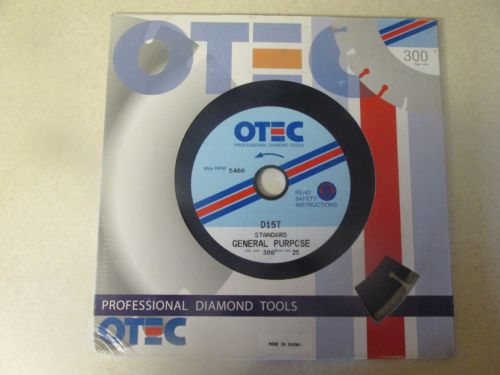 OTEC
300
OTEC
PROFESSIONAL DIAMOND TOOLS
Max RPM 5400
READ
SAFETY
INSTRUCTIONS
D15T
STANDARD
GENERAL PURPOSE
300 25
PROFESSIONAL DIAMOND TOOLS
OTEC
MADE IN CHINA